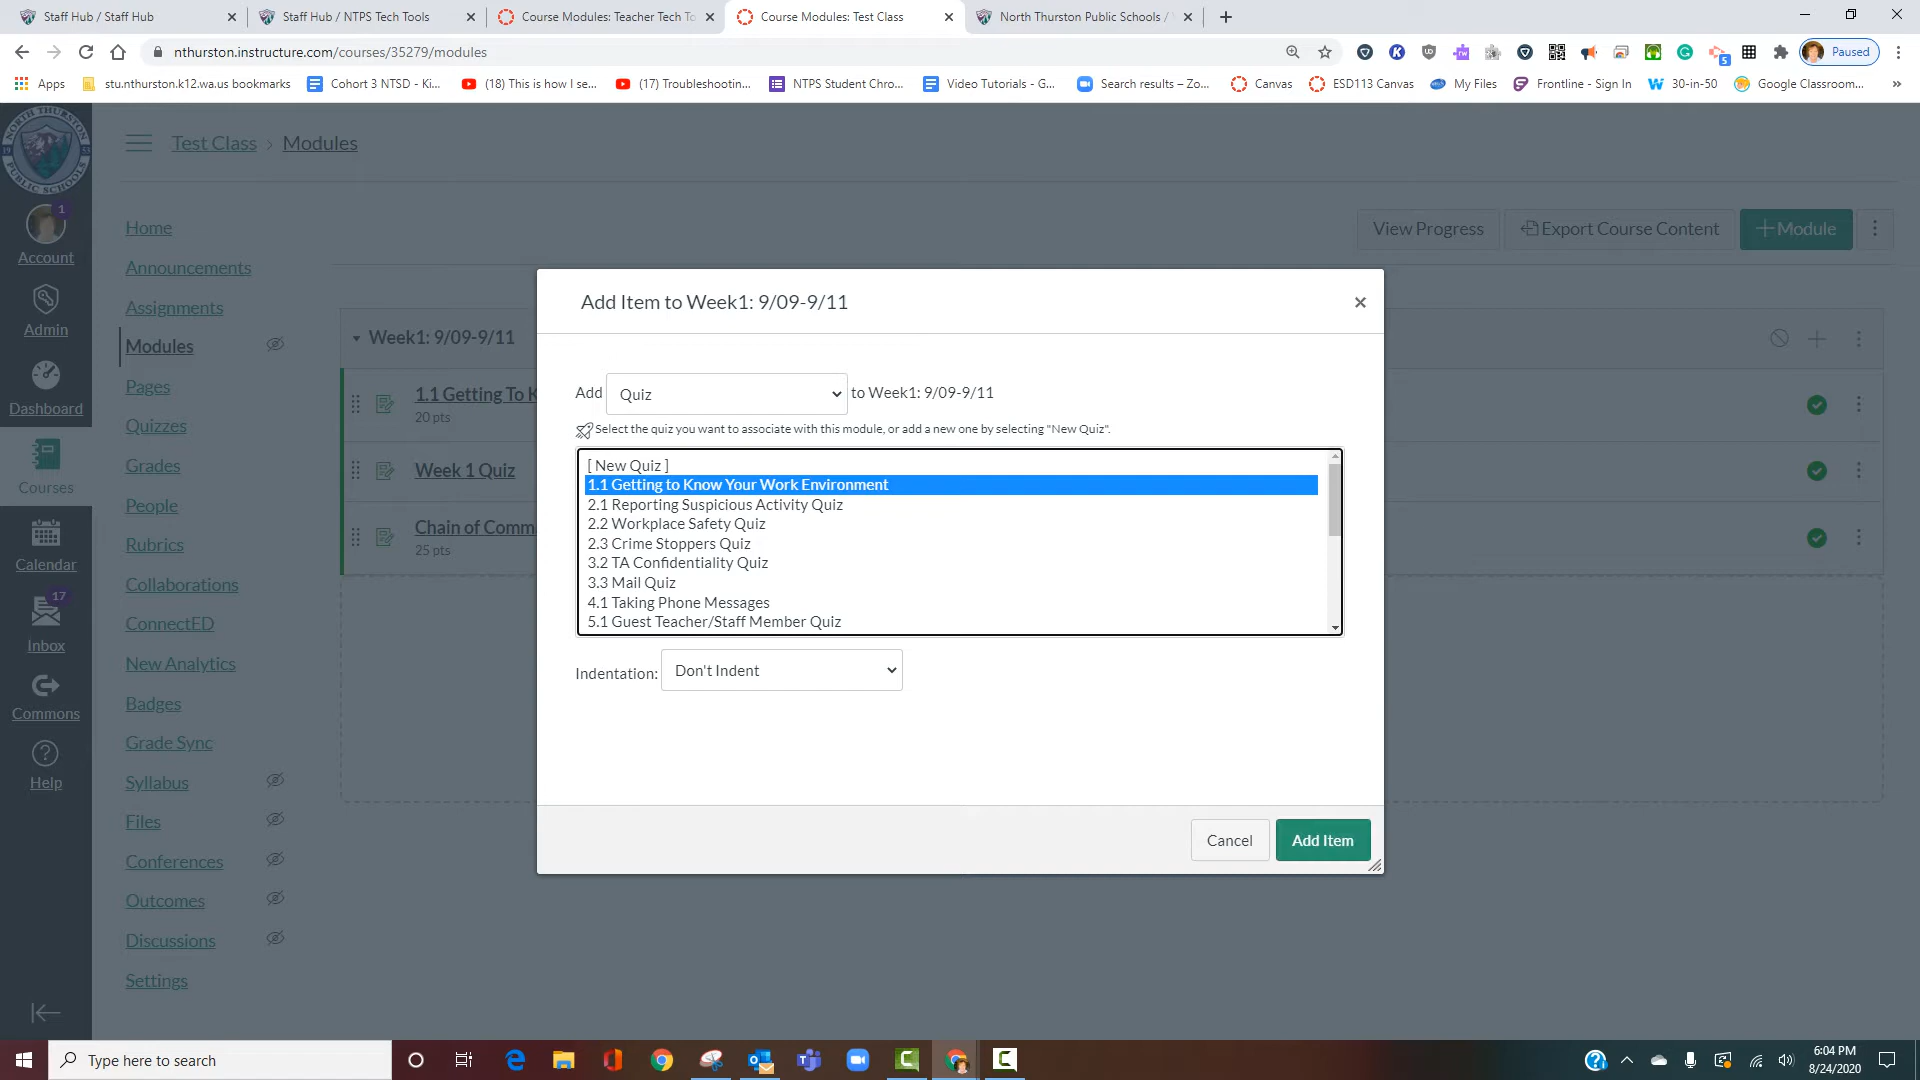 Staff Hub / Staff Hub
Staff Hub / NTPS Tech Tools
Course Modules: Teacher Tech To
Course Modules: Test Class
North Thurston Public Schools /
nthurston.instructure.com/courses/35279/modules
5
Paused
Apps
stu.nthurston.k12.wa.us bookmarks
Cohort 3 NTSD - Ki...
(18) This is how I se...
(17) Troubleshootin...
NTPS Student Chro...
Video Tutorials - G...
Search results – Zo...
Canvas
ESD113 Canvas
My Files
Frontline - Sign In
30-in-50
Google Classroom...
NORTH THURSTON
PUBLIC SCHOOLS
1
Account
Admin
Dashboard
Courses
Calendar
17
Inbox
Commons
Help
Test Class › Modules
Home
Announcements
Assignments
Modules
Pages
Quizzes
Grades
People
Rubrics
Collaborations
ConnectED
New Analytics
Badges
Grade Sync
Syllabus
Files
Conferences
Outcomes
Discussions
Settings
View Progress
Export Course Content
+Module
Week1: 9/09-9/11
1.1 Getting To K
20 pts
Week 1 Quiz
Chain of Comma
25 pts
Add Item to Week1: 9/09-9/11
Add Quiz to Week1: 9/09-9/11
Select the quiz you want to associate with this module, or add a new one by selecting "New Quiz".
[ New Quiz ]
1.1 Getting to Know Your Work Environment
2.1 Reporting Suspicious Activity Quiz
2.2 Workplace Safety Quiz
2.3 Crime Stoppers Quiz
3.2 TA Confidentiality Quiz
3.3 Mail Quiz
4.1 Taking Phone Messages
5.1 Guest Teacher/Staff Member Quiz
Indentation: Don't Indent
Cancel
Add Item
Type here to search
6:04 PM
8/24/2020